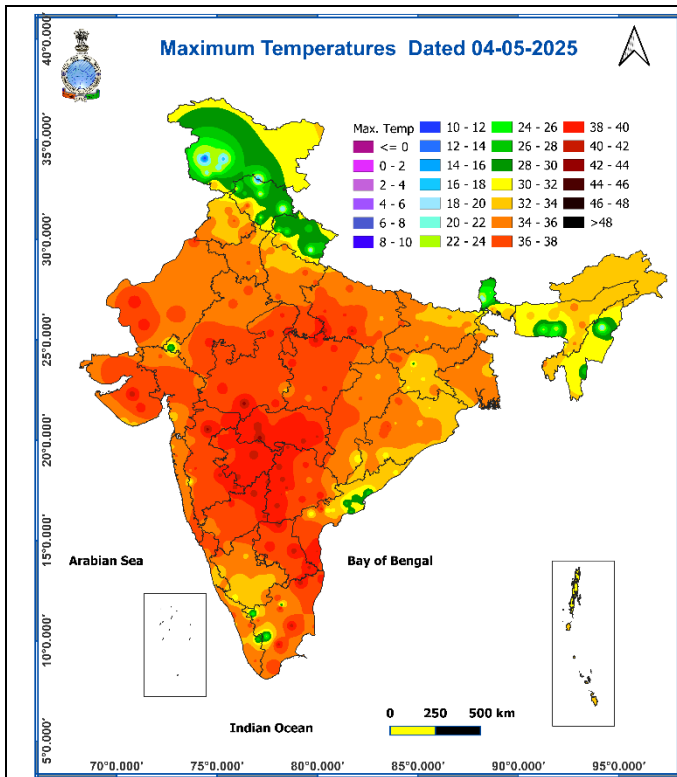 Maximum Temperatures Dated 04-05-2025
Max. Temp
<= 0
0 - 2
2 - 4
4 - 6
6 - 8
8 - 10
10 - 12
12 - 14
14 - 16
16 - 18
18 - 20
20 - 22
22 - 24
24 - 26
26 - 28
28 - 30
30 - 32
32 - 34
34 - 36
36 - 38
38 - 40
40 - 42
42 - 44
44 - 46
46 - 48
>48
40°0.000'
35°0.000'
30°0.000'
25°0.000'
20°0.000'
15°0.000'
10°0.000'
5°0.000'
Arabian Sea
Bay of Bengal
Indian Ocean
0 250 500 km
70°0.000' 75°0.000' 80°0.000' 85°0.000' 90°0.000' 95°0.000'